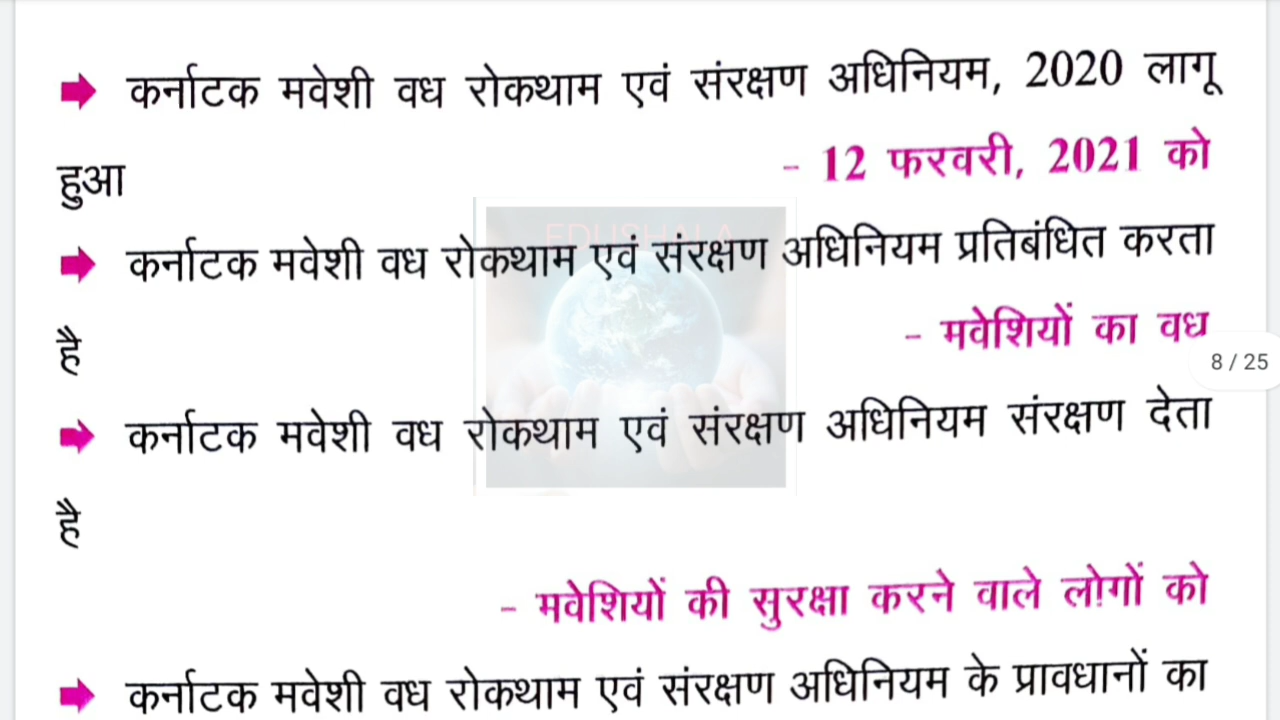 ➡ कर्नाटक मवेशी वध रोकथाम एवं संरक्षण अधिनियम, 2020 लागू
हुआ - 12 फरवरी, 2021 को
➡ कर्नाटक मवेशी वध रोकथाम एवं संरक्षण अधिनियम प्रतिबंधित करता
है - मवेशियों का वध
8 / 25
➡ कर्नाटक मवेशी वध रोकथाम एवं संरक्षण अधिनियम संरक्षण देता
है
- मवेशियों की सुरक्षा करने वाले लोगों को
➡ कर्नाटक मवेशी वध रोकथाम एवं संरक्षण अधिनियम के प्रावधानों का
EDUSHALA